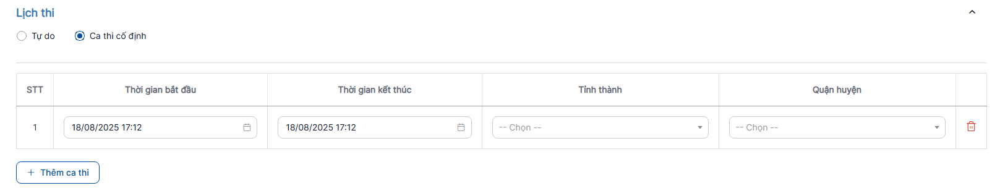 Lịch thi
Tự do Ca thi cố định
STT Thời gian bắt đầu Thời gian kết thúc Tỉnh thành Quận huyện
1 18/08/2025 17:12 18/08/2025 17:12 -- Chọn -- -- Chọn --
+ Thêm ca thi